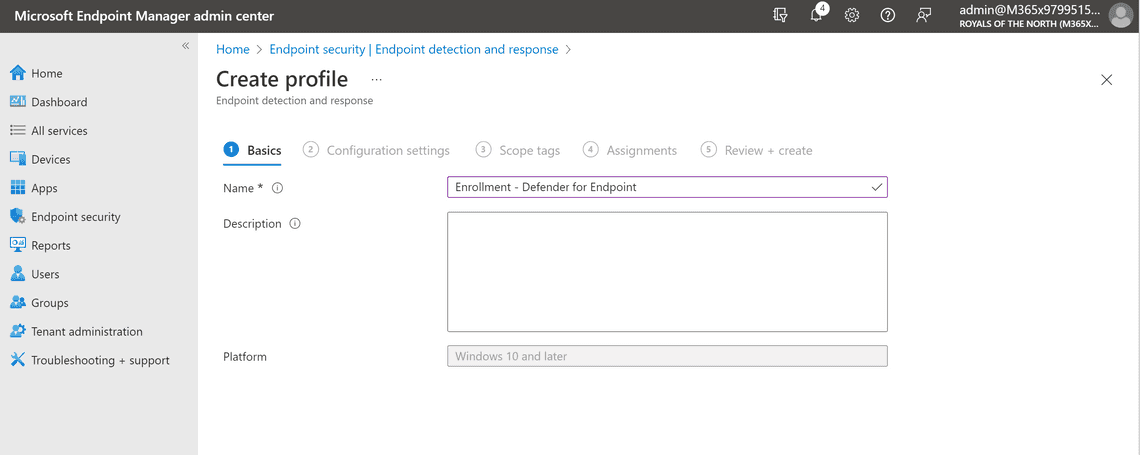 Microsoft Endpoint Manager admin center
4
admin@M365x9799515...
ROYALS OF THE NORTH (M365X...
«
Home
Dashboard
All services
Devices
Apps
Endpoint security
Reports
Users
Groups
Tenant administration
Troubleshooting + support
Home > Endpoint security | Endpoint detection and response >
Create profile ...
Endpoint detection and response
1 Basics 2 Configuration settings 3 Scope tags 4 Assignments 5 Review + create
Name * Enrollment - Defender for Endpoint
Description
Platform Windows 10 and later